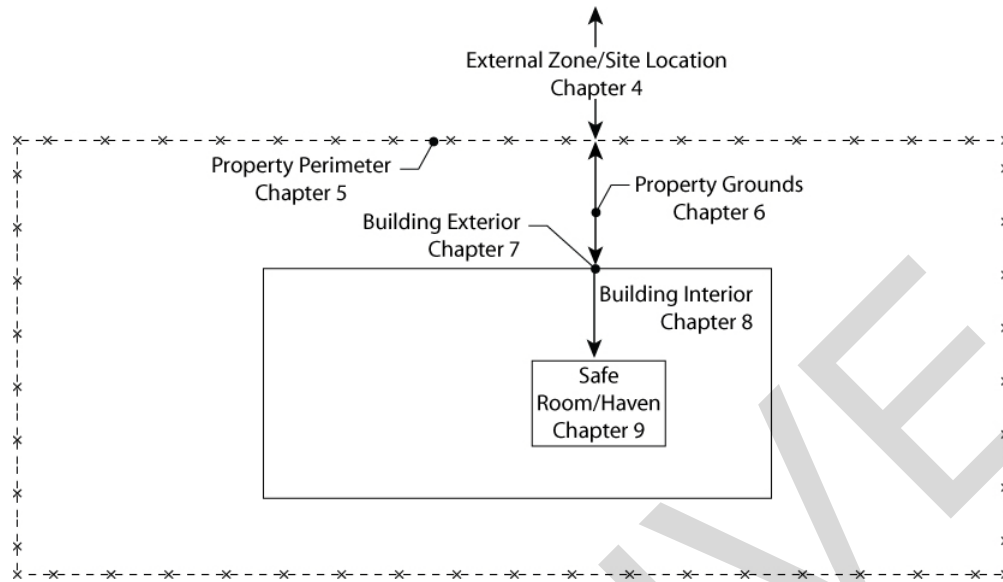 External Zone/Site Location
Chapter 4
Property Perimeter
Chapter 5
Property Grounds
Chapter 6
Building Exterior
Chapter 7
Building Interior
Chapter 8
Safe
Room/Haven
Chapter 9
IVE